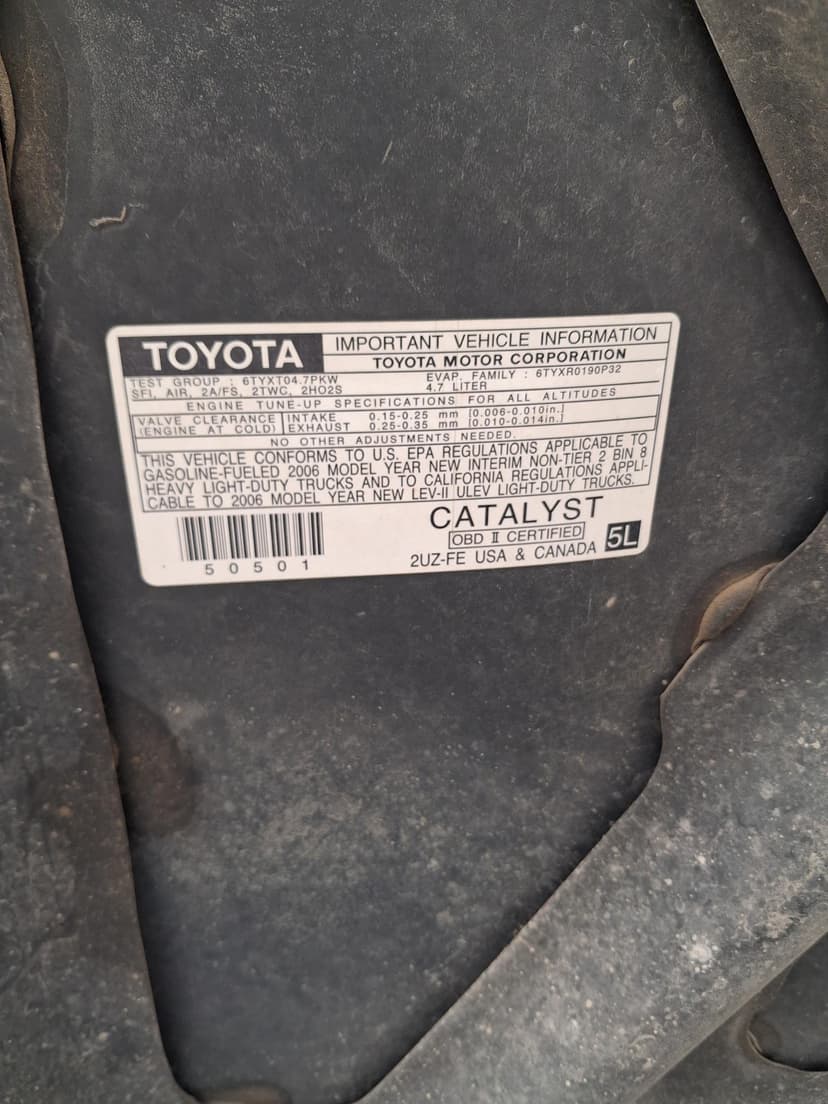 TOYOTA
IMPORTANT VEHICLE INFORMATION
TOYOTA MOTOR CORPORATION
TEST GROUP : 6TYXT04.7PKW EVAP. FAMILY : 6TYXR0190P32
SFI, AIR, 2A/FS, 2TWC, 2HO2S 4.7 LITER
ENGINE TUNE-UP SPECIFICATIONS FOR ALL ALTITUDES
VALVE CLEARANCE INTAKE 0.15-0.25 mm [0.006-0.010in.]
(ENGINE AT COLD) EXHAUST 0.25-0.35 mm [0.010-0.014in.]
NO OTHER ADJUSTMENTS NEEDED.
THIS VEHICLE CONFORMS TO U.S. EPA REGULATIONS APPLICABLE TO
GASOLINE-FUELED 2006 MODEL YEAR NEW INTERIM NON-TIER 2 BIN 8
HEAVY LIGHT-DUTY TRUCKS AND TO CALIFORNIA REGULATIONS APPLI-
CABLE TO 2006 MODEL YEAR NEW LEV-II ULEV LIGHT-DUTY TRUCKS.
CATALYST
OBD II CERTIFIED
2UZ-FE USA & CANADA 5L
50501